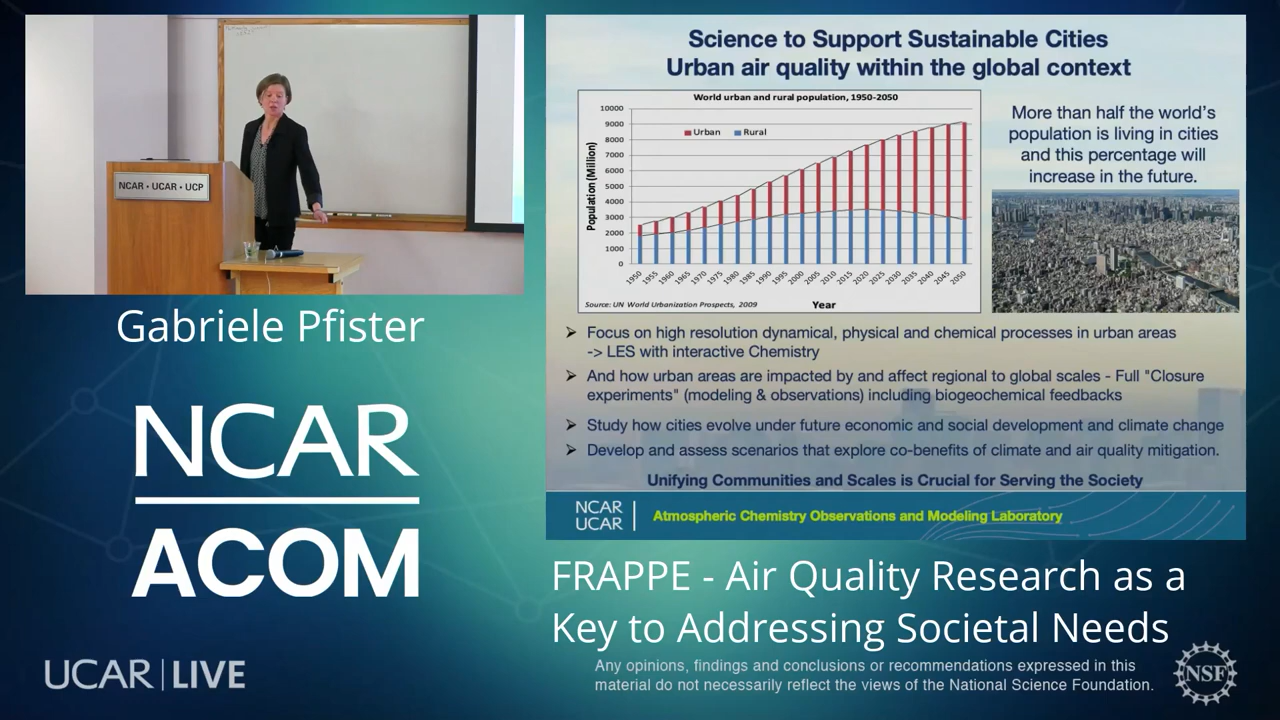 NCAR • UCAR • UCP
Gabriele Pfister
NCAR
ACOM
UCAR | LIVE
Science to Support Sustainable Cities
Urban air quality within the global context
World urban and rural population, 1950-2050
Urban Rural
Population (Million)
10000
9000
8000
7000
6000
5000
4000
3000
2000
1000
0
1950 1955 1960 1965 1970 1975 1980 1985 1990 1995 2000 2005 2010 2015 2020 2025 2030 2035 2040 2045 2050
Source: UN World Urbanization Prospects, 2009
Year
More than half the world's
population is living in cities
and this percentage will
increase in the future.
➢ Focus on high resolution dynamical, physical and chemical processes in urban areas
-> LES with interactive Chemistry
➢ And how urban areas are impacted by and affect regional to global scales - Full "Closure
experiments" (modeling & observations) including biogeochemical feedbacks
➢ Study how cities evolve under future economic and social development and climate change
➢ Develop and assess scenarios that explore co-benefits of climate and air quality mitigation.
Unifying Communities and Scales is Crucial for Serving the Society
NCAR
UCAR
Atmospheric Chemistry Observations and Modeling Laboratory
FRAPPE - Air Quality Research as a
Key to Addressing Societal Needs
Any opinions, findings and conclusions or recommendations expressed in this
material do not necessarily reflect the views of the National Science Foundation.
NSF